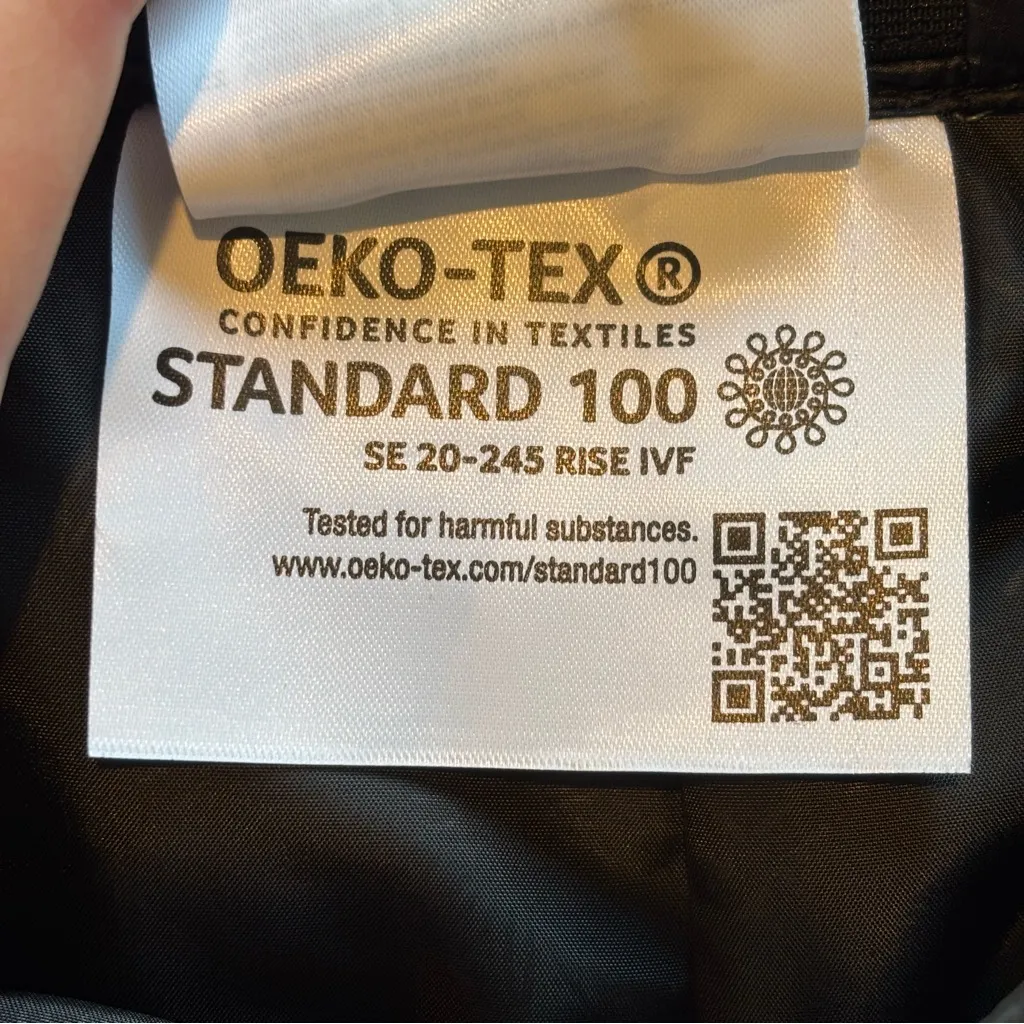 OEKO-TEX®
CONFIDENCE IN TEXTILES
STANDARD 100
SE 20-245 RISE IVF
Tested for harmful substances.
www.oeko-tex.com/standard100